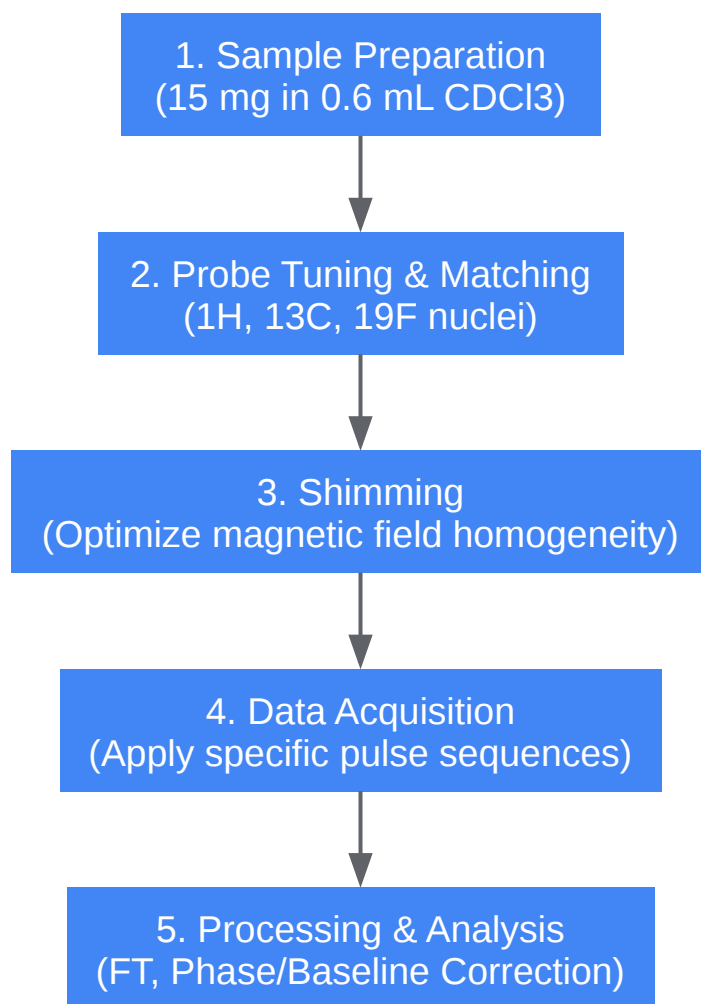 1. Sample Preparation
(15 mg in 0.6 mL CDCl3)
2. Probe Tuning & Matching
(1H, 13C, 19F nuclei)
3. Shimming
(Optimize magnetic field homogeneity)
4. Data Acquisition
(Apply specific pulse sequences)
5. Processing & Analysis
(FT, Phase/Baseline Correction)